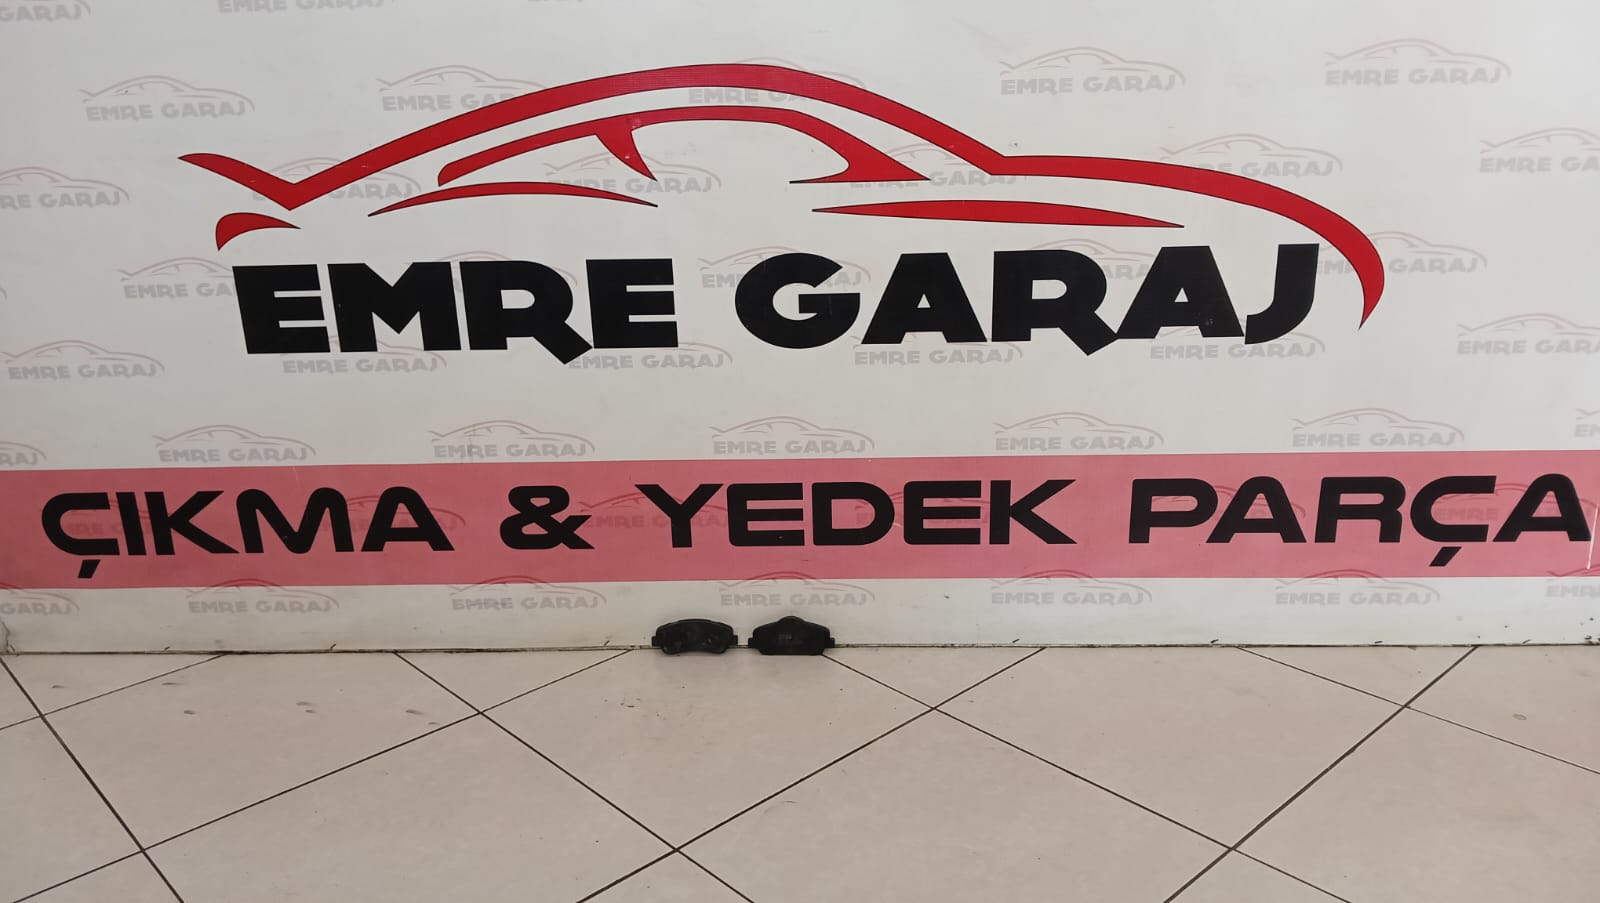 EMRE GARAJ
ÇIKMA & YEDEK PARÇA